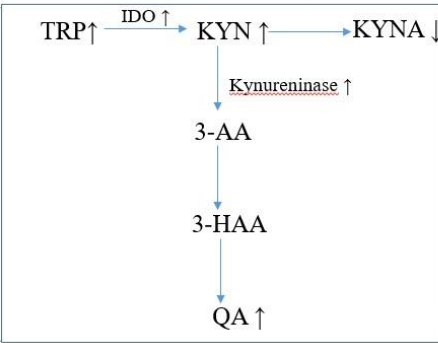 TRP↑ IDO ↑ KYN ↑ KYNA ↓
Kynureninase ↑
3-AA
3-HAA
QA ↑